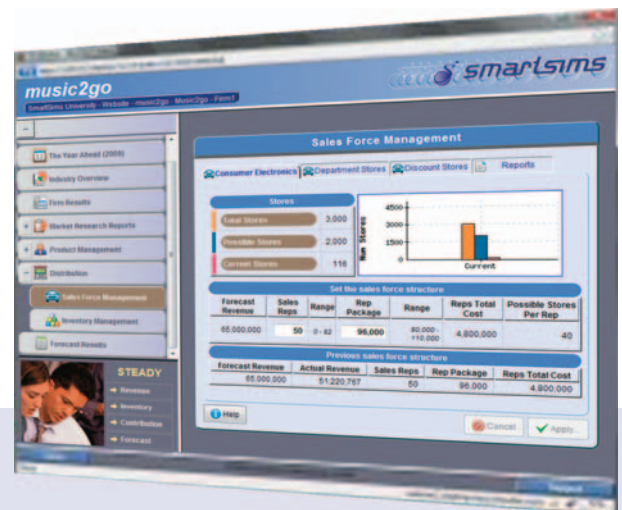 smartsims
music2go
SmartSims University - Website - music2go - Music2go - Firm1
Sales Force Management
The Year Ahead (2009)
Industry Overview
Firm Results
Market Research Reports
Product Management
Distribution
Sales Force Management
Inventory Management
Forecast Results
Consumer Electronics Department Stores Discount Stores Reports
Stores
Total Stores 3,000
Possible Stores 2,000
Current Stores 116
Num Stores
4500
3000
1500
0
Current
Set the sales force structure
Forecast Revenue Sales Reps Range Rep Package Range Reps Total Cost Possible Stores Per Rep
65,000,000 50 0 - 82 96,000 80,000 - 110,000 4,800,000 40
Previous sales force structure
Forecast Revenue Actual Revenue Sales Reps Rep Package Reps Total Cost
65,000,000 51,220,767 50 96,000 4,800,000
STEADY
Revenue
Inventory
Contribution
Forecast
Help
Cancel
Apply...